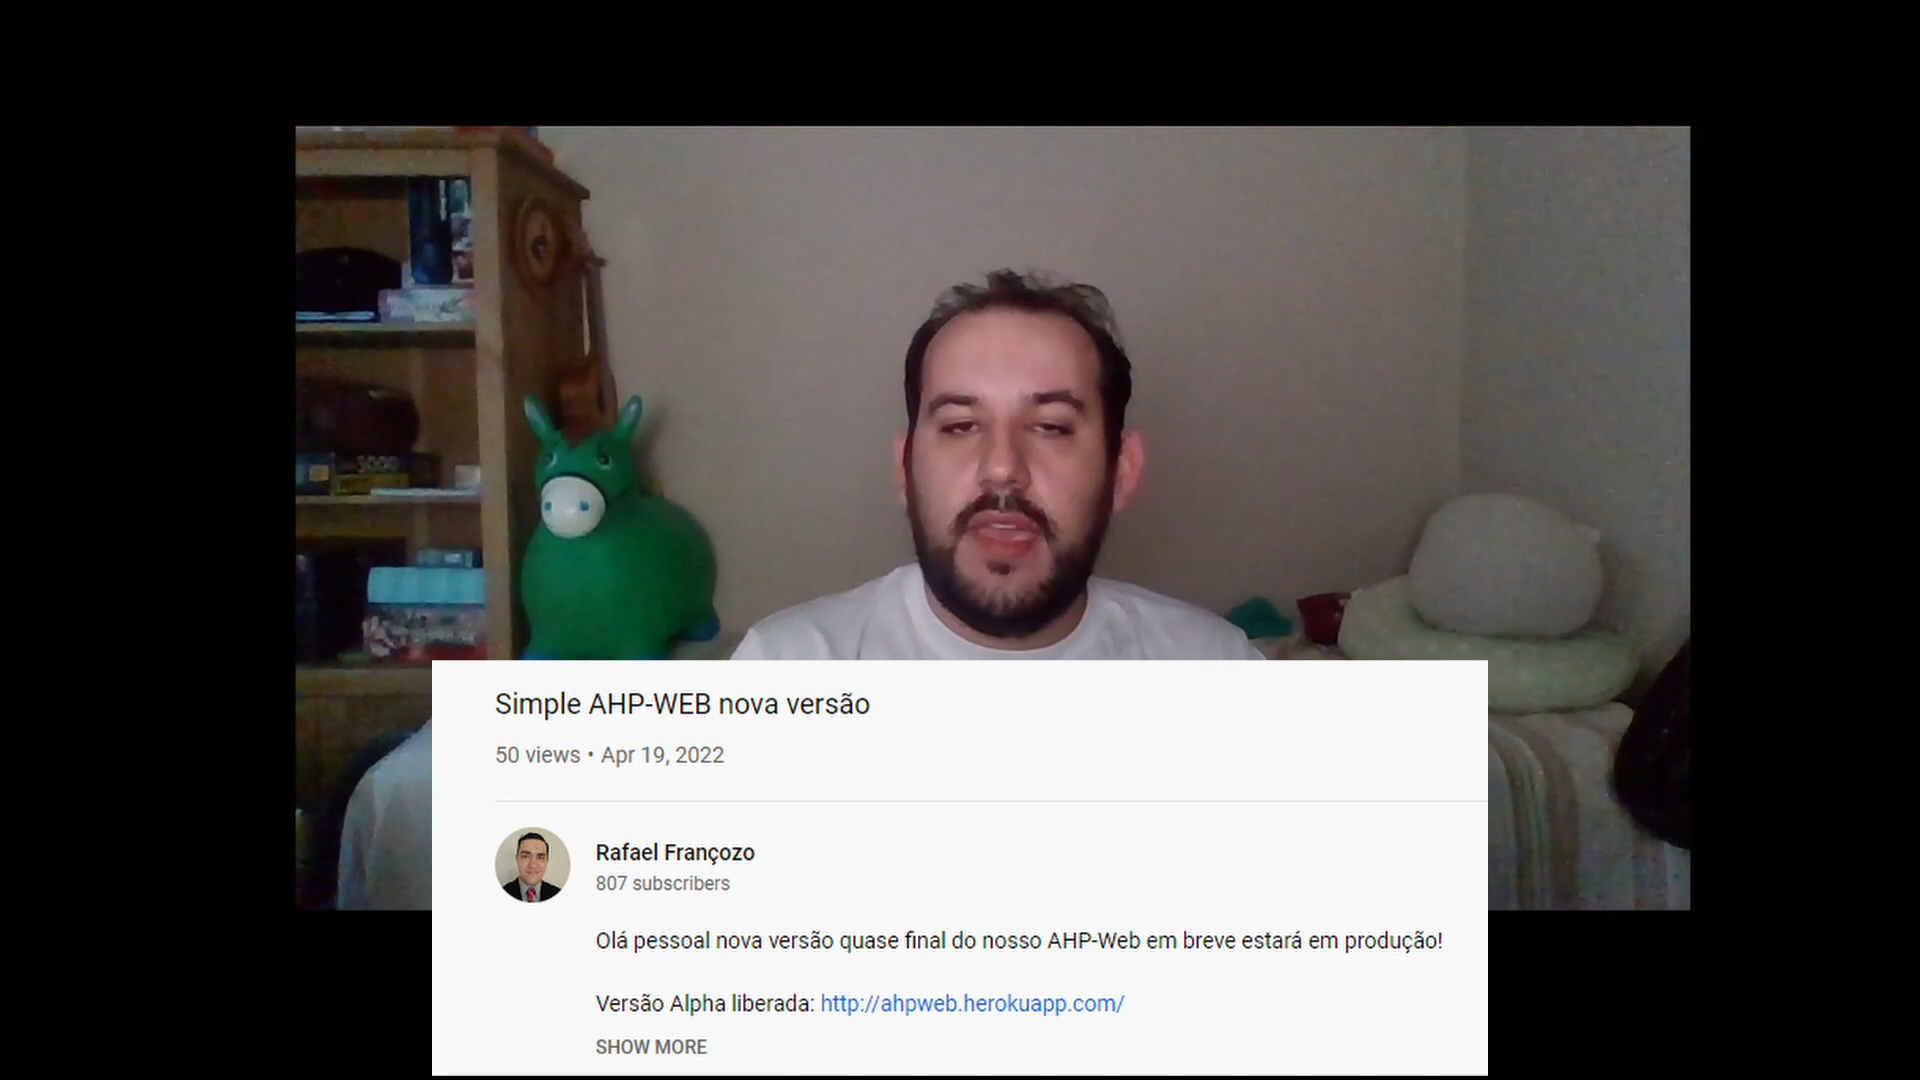 Simple AHP-WEB nova versão
50 views • Apr 19, 2022
Rafael Françozo
807 subscribers
Olá pessoal nova versão quase final do nosso AHP-Web em breve estará em produção!
Versão Alpha liberada: http://ahpweb.herokuapp.com/
SHOW MORE